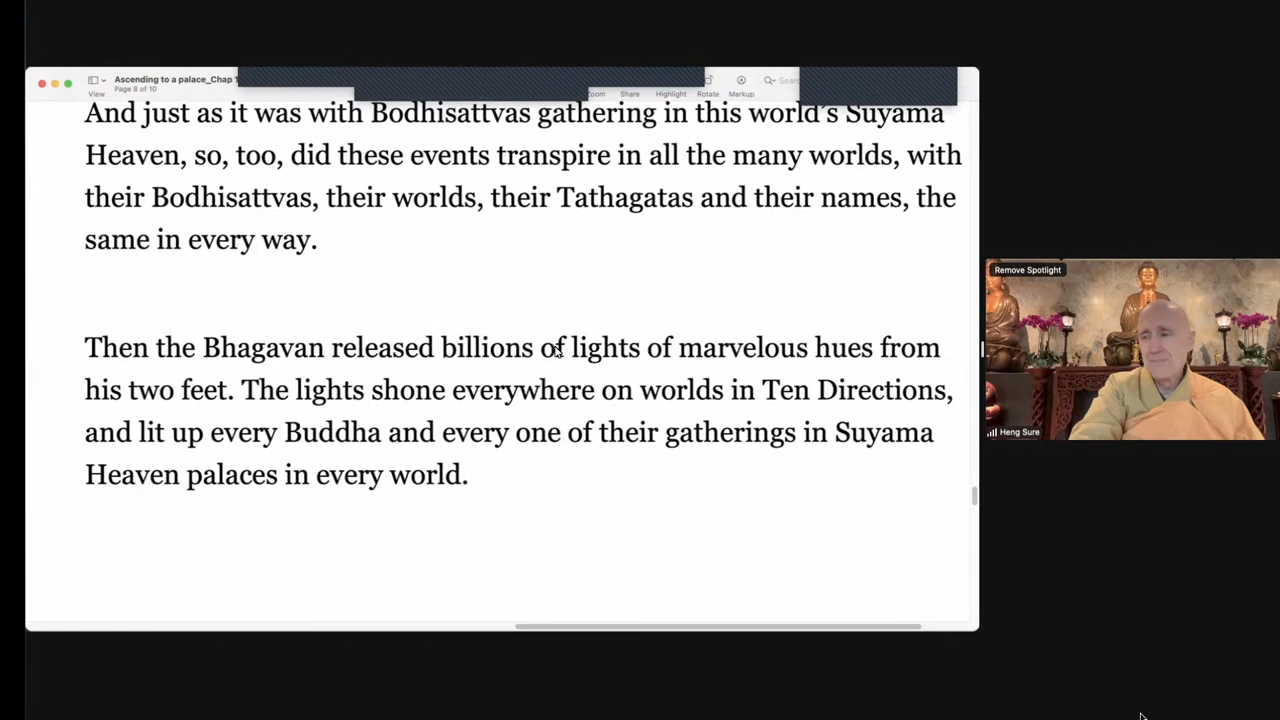 Ascending to a palace_Chap 1
Page 8 of 10
View
Zoom
Share
Highlight
Rotate
Markup
And just as it was with Bodhisattvas gathering in this world's Suyama
Heaven, so, too, did these events transpire in all the many worlds, with
their Bodhisattvas, their worlds, their Tathagatas and their names, the
same in every way.
Then the Bhagavan released billions of lights of marvelous hues from
his two feet. The lights shone everywhere on worlds in Ten Directions,
and lit up every Buddha and every one of their gatherings in Suyama
Heaven palaces in every world.
Remove Spotlight
Heng Sure